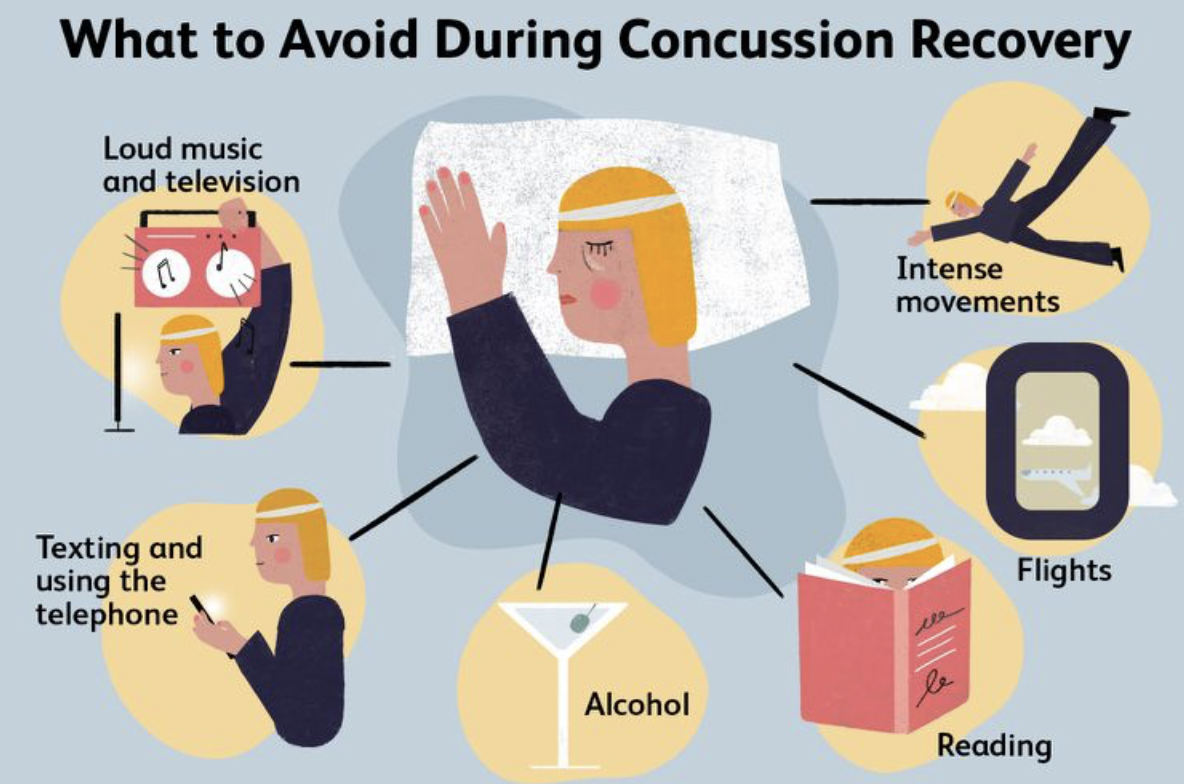 What to Avoid During Concussion Recovery
Loud music
and television
Intense
movements
Flights
Texting and
using the
telephone
Alcohol
Reading